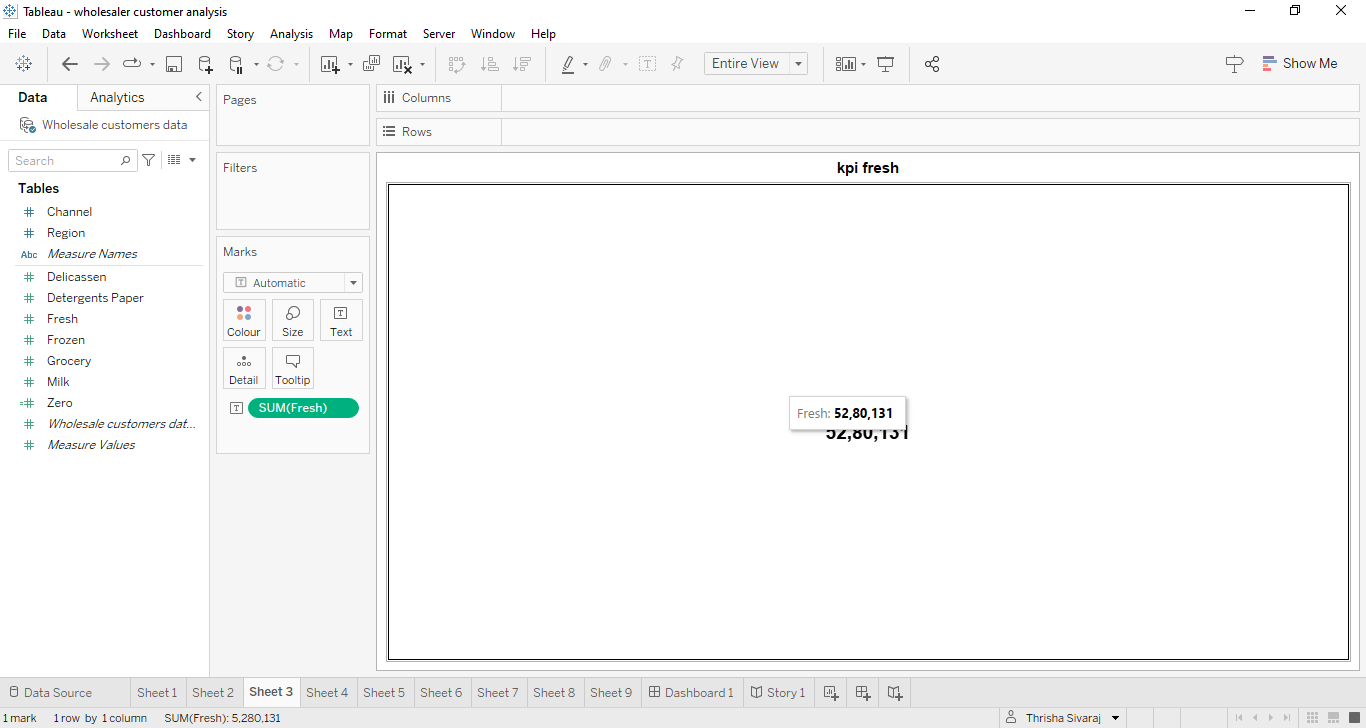 Tableau - wholesaler customer analysis
File Data Worksheet Dashboard Story Analysis Map Format Server Window Help
Entire View
Show Me
Data Analytics
Wholesale customers data
Search
Tables
# Channel
# Region
Abc Measure Names
# Delicassen
# Detergents Paper
# Fresh
# Frozen
# Grocery
# Milk
=# Zero
# Wholesale customers dat...
# Measure Values
Pages
Filters
Marks
T Automatic
Colour Size T Text
Detail Tooltip
T SUM(Fresh)
Columns
Rows
kpi fresh
Fresh: 52,80,131
52,80,131
Data Source Sheet 1 Sheet 2 Sheet 3 Sheet 4 Sheet 5 Sheet 6 Sheet 7 Sheet 8 Sheet 9 Dashboard 1 Story 1
1 mark 1 row by 1 column SUM(Fresh): 5,280,131 Thrisha Sivaraj